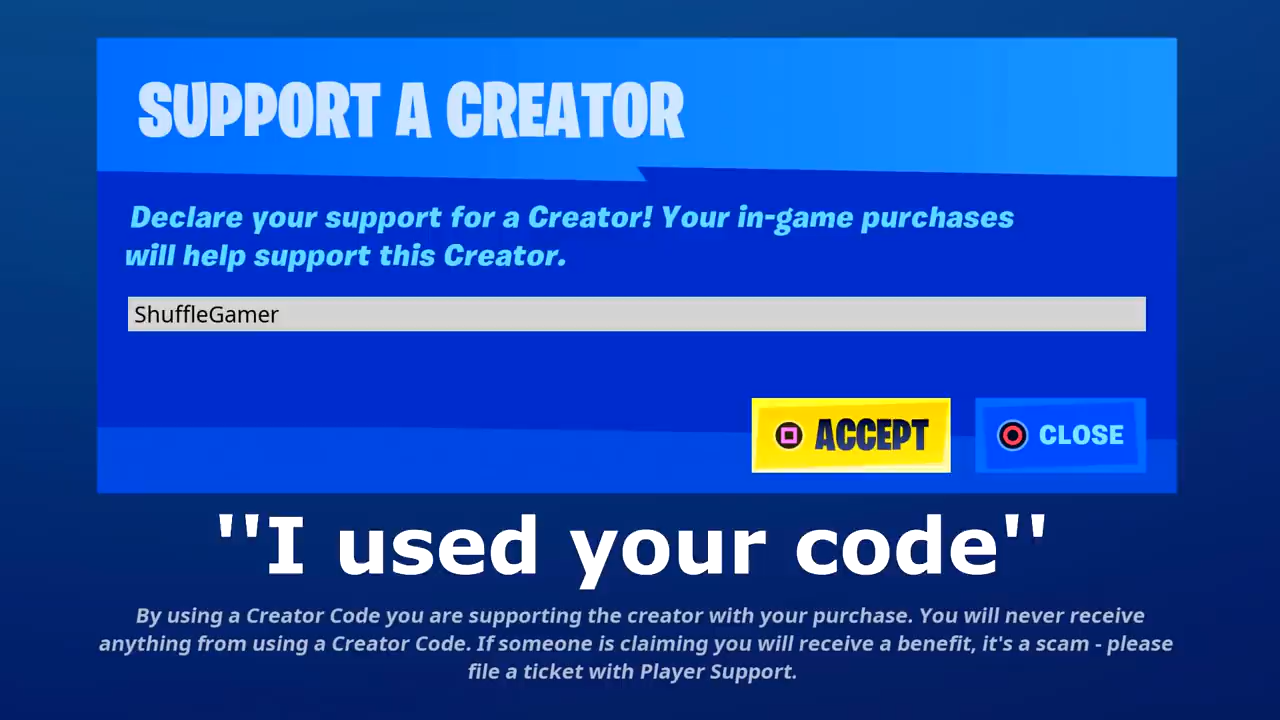 SUPPORT A CREATOR
Declare your support for a Creator! Your in-game purchases
will help support this Creator.
ShuffleGamer
ACCEPT
CLOSE
''I used your code''
By using a Creator Code you are supporting the creator with your purchase. You will never receive
anything from using a Creator Code. If someone is claiming you will receive a benefit, it's a scam - please
file a ticket with Player Support.